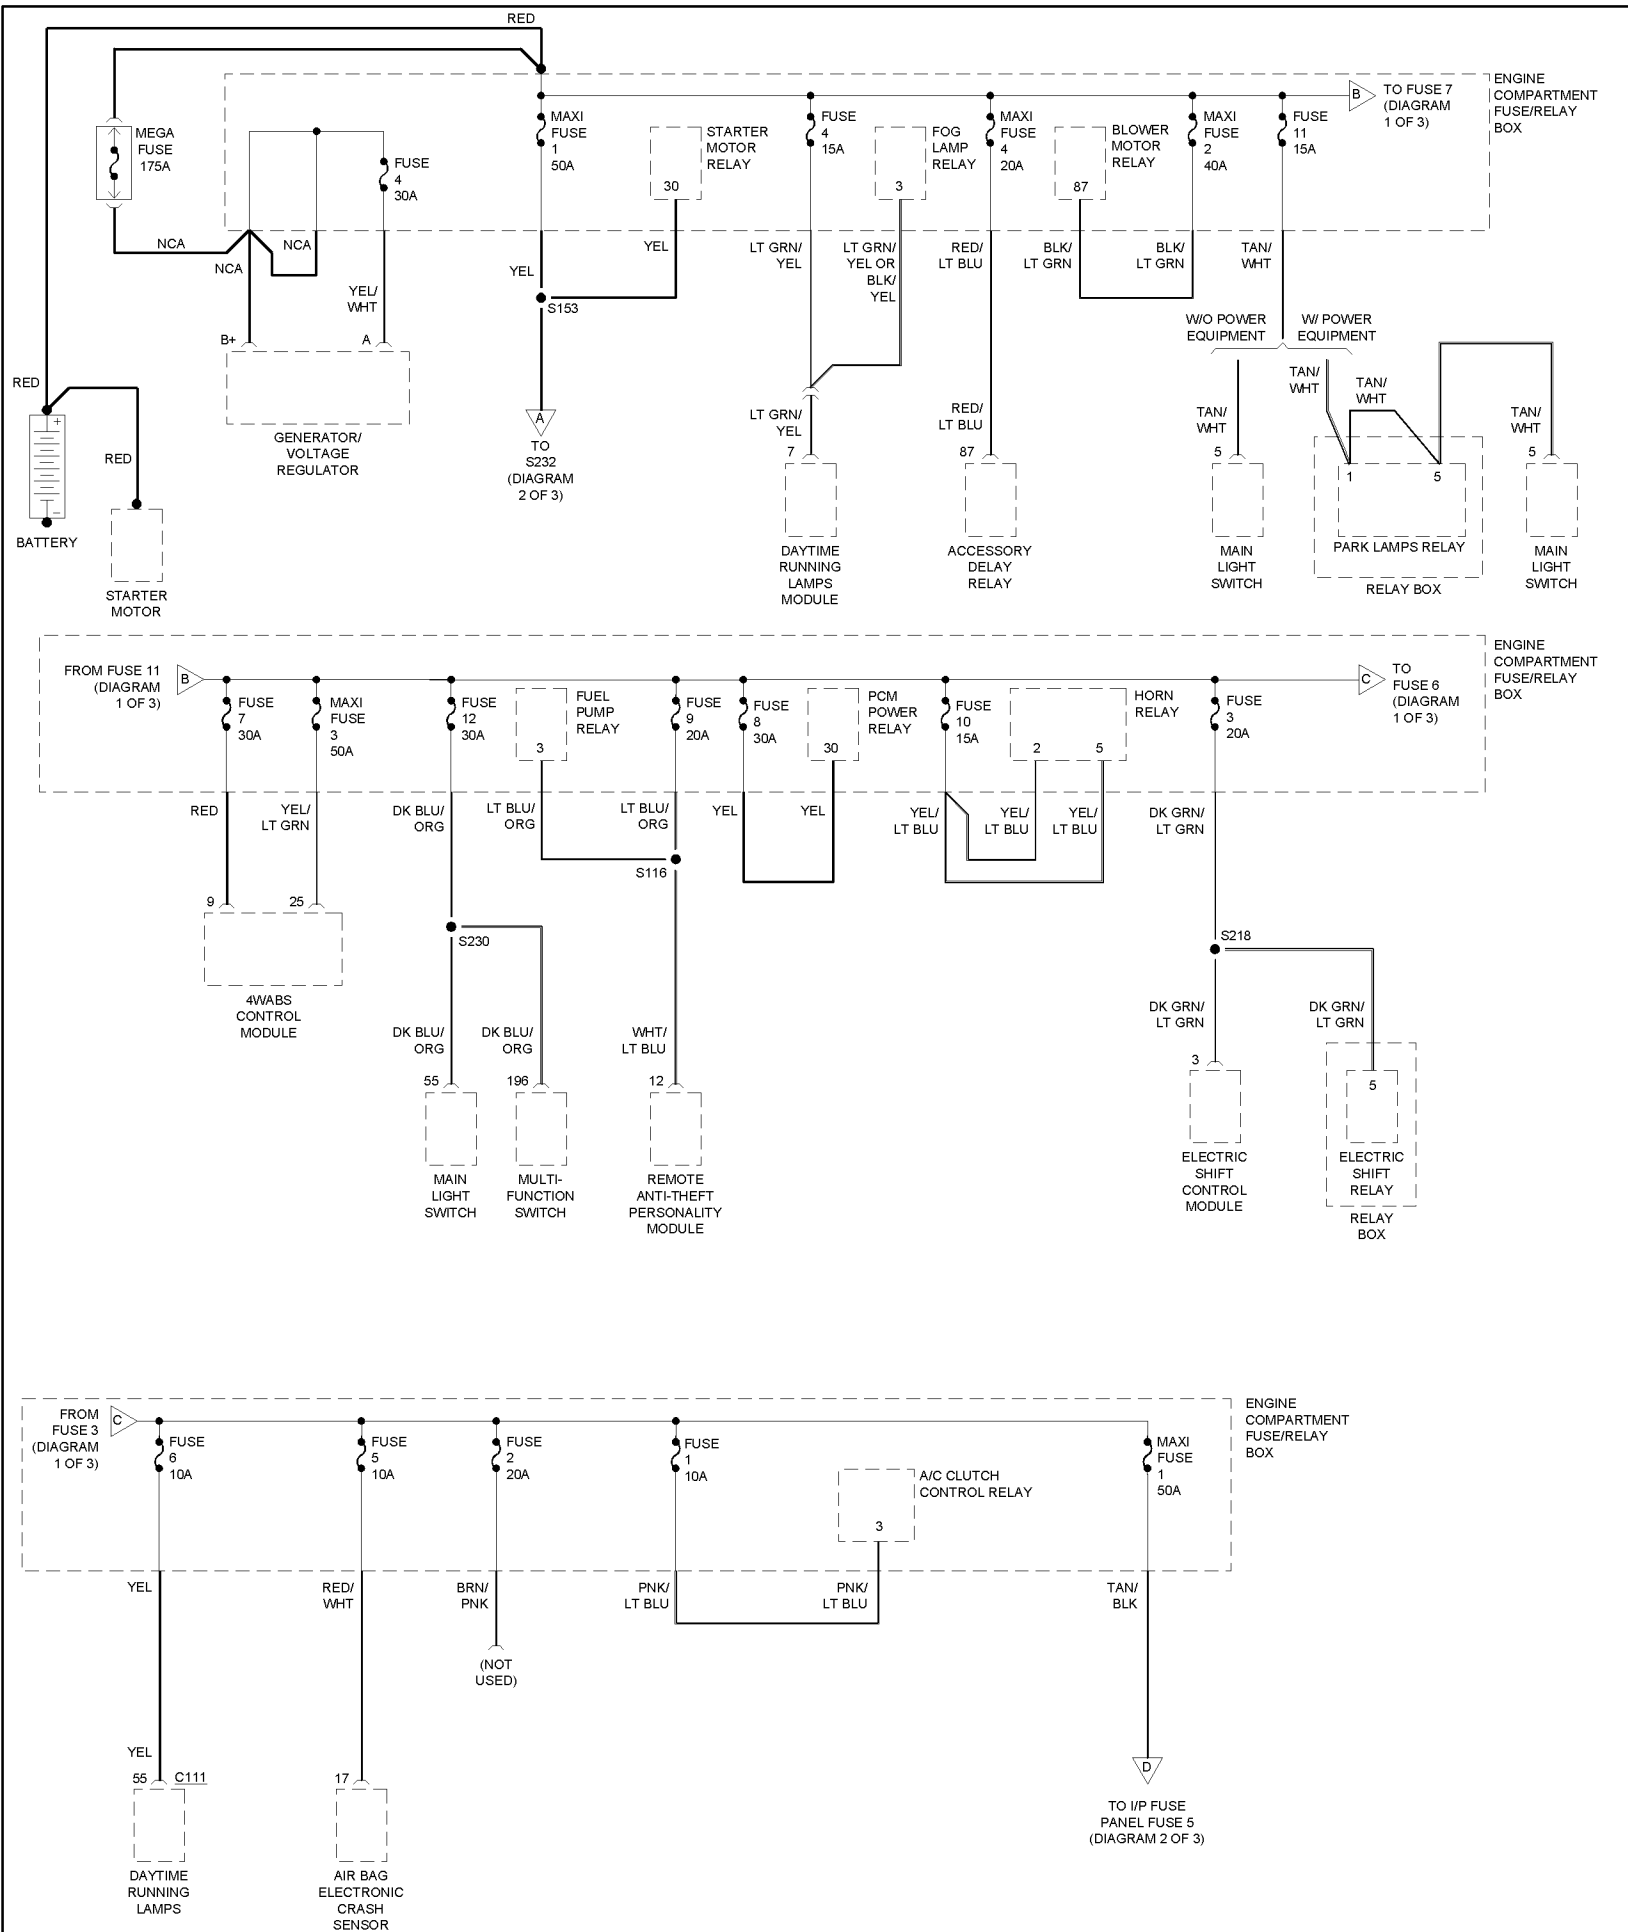 RED
ENGINE
COMPARTMENT
FUSE/RELAY
BOX
B
TO FUSE 7
(DIAGRAM
1 OF 3)
MEGA
FUSE
175A
FUSE
4
30A
MAXI
FUSE
1
50A
STARTER
MOTOR
RELAY
30
FUSE
4
15A
FOG
LAMP
RELAY
3
MAXI
FUSE
4
20A
BLOWER
MOTOR
RELAY
87
MAXI
FUSE
2
40A
FUSE
11
15A
NCA
NCA
NCA
YEL/
WHT
YEL
YEL
S153
LT GRN/
YEL
LT GRN/
YEL OR
BLK/
YEL
RED/
LT BLU
BLK/
LT GRN
BLK/
LT GRN
TAN/
WHT
W/O POWER
EQUIPMENT
W/ POWER
EQUIPMENT
B+
A
RED
+
-
BATTERY
RED
STARTER
MOTOR
GENERATOR/
VOLTAGE
REGULATOR
A
TO
S232
(DIAGRAM
2 OF 3)
LT GRN/
YEL
7
DAYTIME
RUNNING
LAMPS
MODULE
RED/
LT BLU
87
ACCESSORY
DELAY
RELAY
TAN/
WHT
5
MAIN
LIGHT
SWITCH
TAN/
WHT
TAN/
WHT
1
5
PARK LAMPS RELAY
RELAY BOX
TAN/
WHT
5
MAIN
LIGHT
SWITCH
ENGINE
COMPARTMENT
FUSE/RELAY
BOX
FROM FUSE 11
(DIAGRAM
1 OF 3)
B
FUSE
7
30A
MAXI
FUSE
3
50A
FUSE
12
30A
FUEL
PUMP
RELAY
3
FUSE
9
20A
FUSE
8
30A
PCM
POWER
RELAY
30
FUSE
10
15A
HORN
RELAY
2
5
FUSE
3
20A
C
TO
FUSE 6
(DIAGRAM
1 OF 3)
RED
YEL/
LT GRN
DK BLU/
ORG
LT BLU/
ORG
LT BLU/
ORG
YEL
YEL
YEL/
LT BLU
YEL/
LT BLU
YEL/
LT BLU
DK GRN/
LT GRN
S116
9
25
4WABS
CONTROL
MODULE
S230
S218
DK BLU/
ORG
DK BLU/
ORG
WHT/
LT BLU
DK GRN/
LT GRN
DK GRN/
LT GRN
55
196
12
3
5
MAIN
LIGHT
SWITCH
MULTI-
FUNCTION
SWITCH
REMOTE
ANTI-THEFT
PERSONALITY
MODULE
ELECTRIC
SHIFT
CONTROL
MODULE
ELECTRIC
SHIFT
RELAY
RELAY
BOX
ENGINE
COMPARTMENT
FUSE/RELAY
BOX
FROM
FUSE 3
(DIAGRAM
1 OF 3)
C
FUSE
6
10A
FUSE
5
10A
FUSE
2
20A
FUSE
1
10A
A/C CLUTCH
CONTROL RELAY
3
MAXI
FUSE
1
50A
YEL
RED/
WHT
BRN/
PNK
PNK/
LT BLU
PNK/
LT BLU
TAN/
BLK
(NOT
USED)
YEL
55
C111
17
D
DAYTIME
RUNNING
LAMPS
AIR BAG
ELECTRONIC
CRASH
SENSOR
TO I/P FUSE
PANEL FUSE 5
(DIAGRAM 2 OF 3)